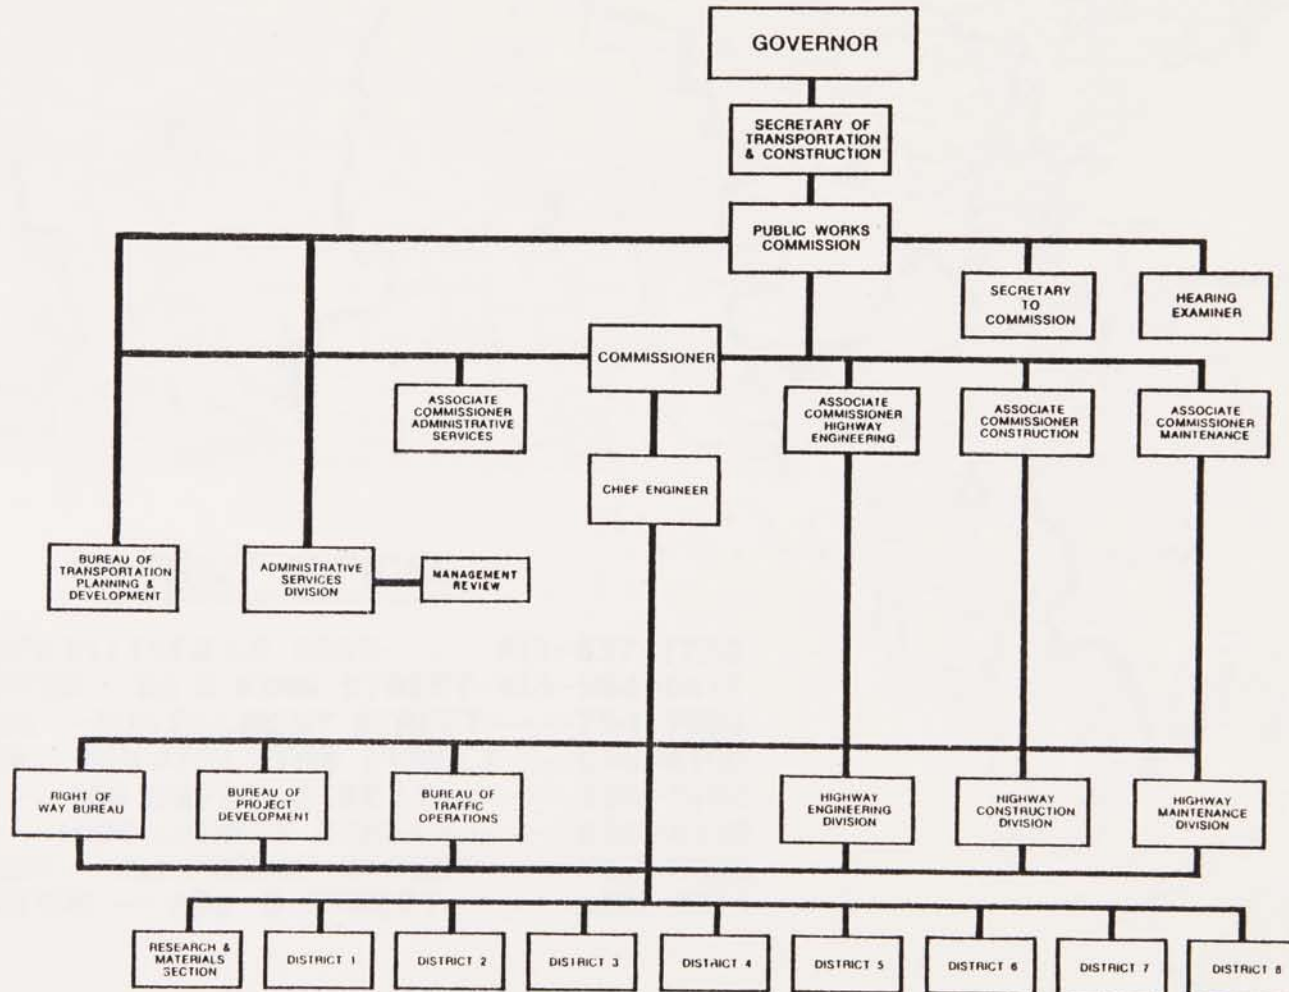 GOVERNOR
SECRETARY OF
TRANSPORTATION
& CONSTRUCTION
PUBLIC WORKS
COMMISSION
SECRETARY
TO
COMMISSION
HEARING
EXAMINER
COMMISSIONER
ASSOCIATE
COMMISSIONER
ADMINISTRATIVE
SERVICES
ASSOCIATE
COMMISSIONER
HIGHWAY
ENGINEERING
ASSOCIATE
COMMISSIONER
CONSTRUCTION
ASSOCIATE
COMMISSIONER
MAINTENANCE
CHIEF ENGINEER
BUREAU OF
TRANSPORTATION
PLANNING &
DEVELOPMENT
ADMINISTRATIVE
SERVICES
DIVISION
MANAGEMENT
REVIEW
RIGHT OF
WAY BUREAU
BUREAU OF
PROJECT
DEVELOPMENT
BUREAU OF
TRAFFIC
OPERATIONS
HIGHWAY
ENGINEERING
DIVISION
HIGHWAY
CONSTRUCTION
DIVISION
HIGHWAY
MAINTENANCE
DIVISION
RESEARCH &
MATERIALS
SECTION
DISTRICT 1
DISTRICT 2
DISTRICT 3
DISTRICT 4
DISTRICT 5
DISTRICT 6
DISTRICT 7
DISTRICT 8